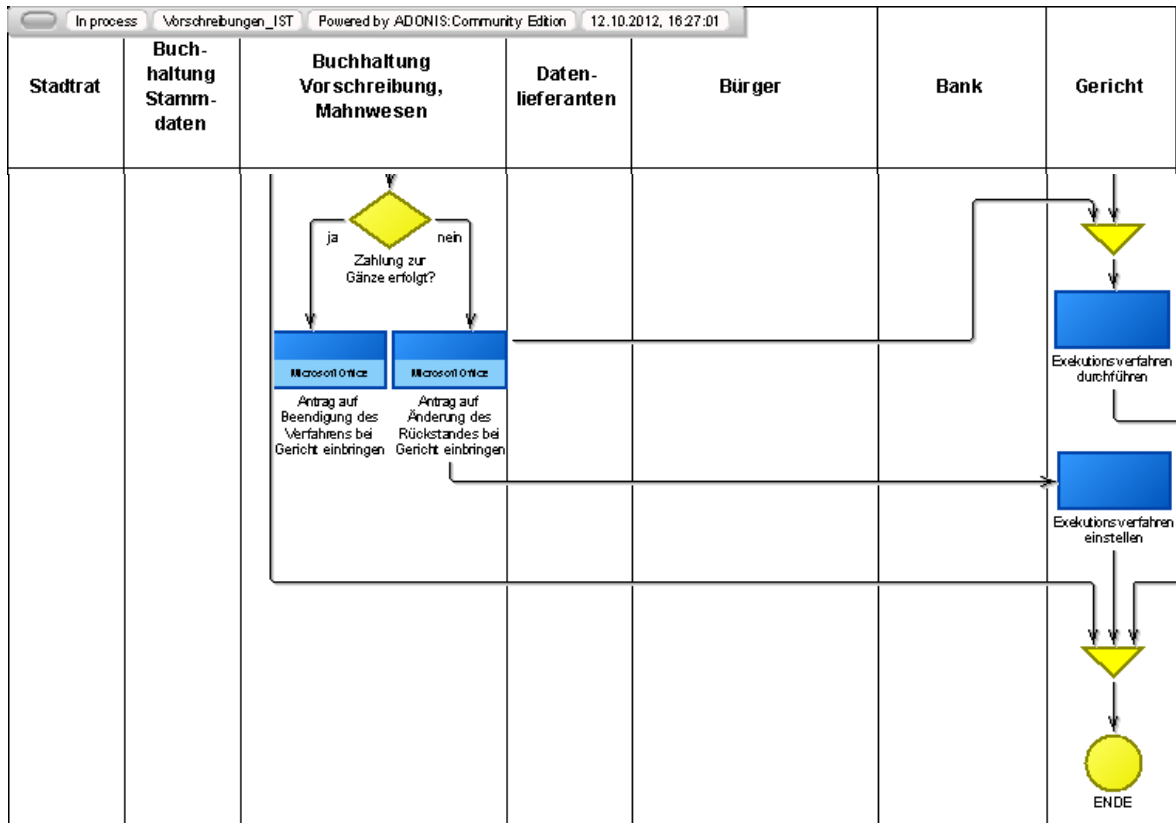 In process
Vorschreibungen_IST
Powered by ADONIS:Community Edition
12.10.2012, 16:27:01
Stadtrat
Buch-
haltung
Stamm-
daten
Buchhaltung
Vorschreibung,
Mahnwesen
Daten-
lieferanten
Bürger
Bank
Gericht
ja
nein
Zahlung zur
Gänze erfolgt?
Microsoft Office
Microsoft Office
Antrag auf
Beendigung des
Verfahrens bei
Gericht einbringen
Antrag auf
Änderung des
Rückstandes bei
Gericht einbringen
Exekutionsverfahren
durchführen
Exekutionsverfahren
einstellen
ENDE